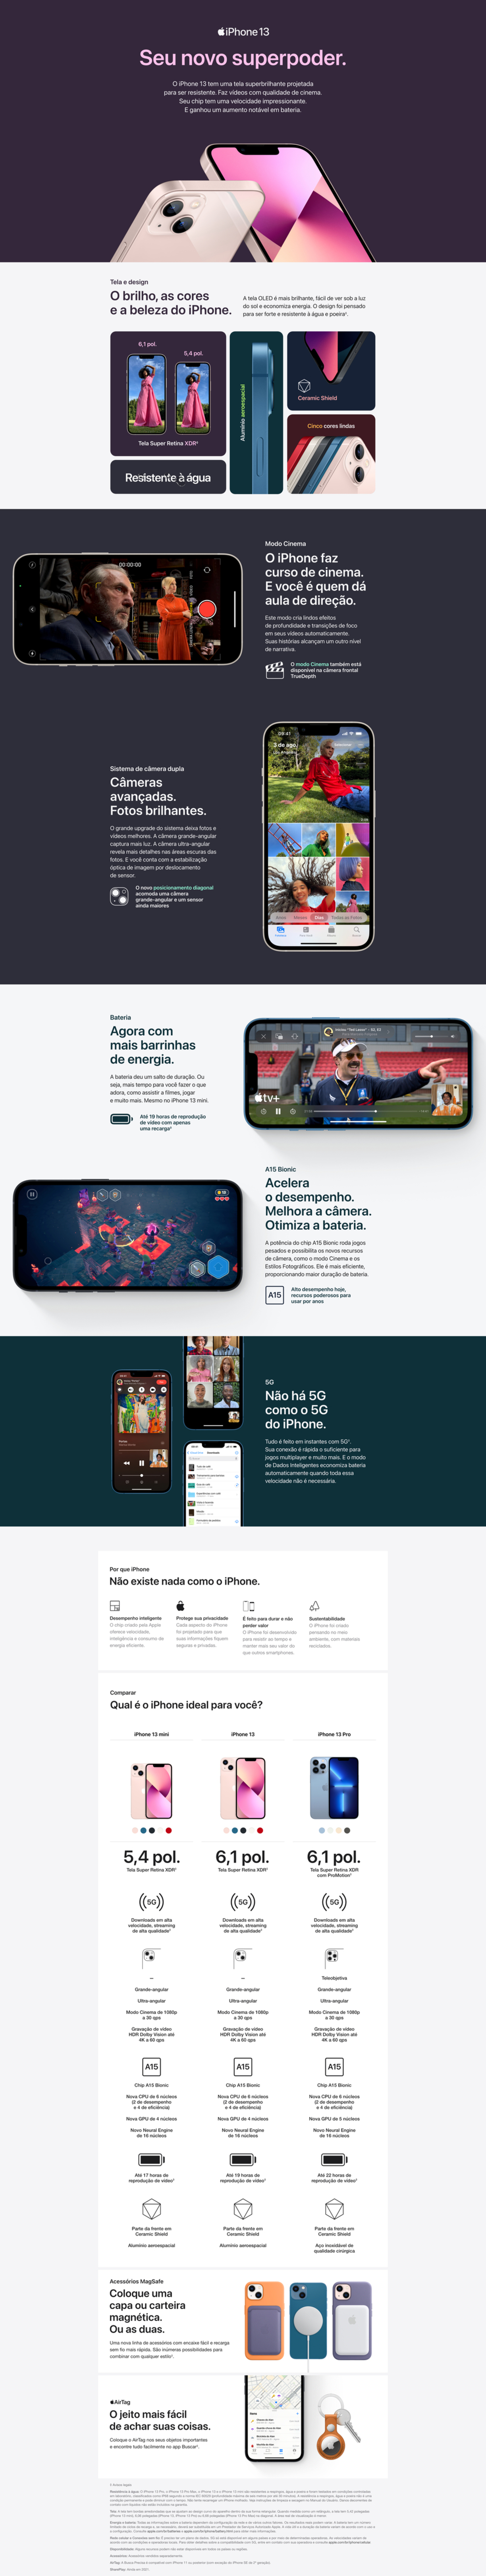 iPhone 13
Seu novo superpoder.
O iPhone 13 tem uma tela superbrilhante projetada
para ser resistente. Faz vídeos com qualidade de cinema.
Seu chip tem uma velocidade impressionante.
E ganhou um aumento notável em bateria.
Tela e design
O brilho, as cores
e a beleza do iPhone.
A tela OLED é mais brilhante, fácil de ver sob a luz
do sol e economiza energia. O design foi pensado
para ser forte e resistente à água e poeira¹.
6,1 pol.
5,4 pol.
Tela Super Retina XDR²
Resistente à água
Alumínio aeroespacial
Ceramic Shield
Cinco cores lindas
00:00:00
Modo Cinema
O iPhone faz
curso de cinema.
E você é quem dá
aula de direção.
Este modo cria lindos efeitos
de profundidade e transições de foco
em seus vídeos automaticamente.
Suas histórias alcançam um outro nível
de narrativa.
O modo Cinema também está
disponível na câmera frontal
TrueDepth
Sistema de câmera dupla
Câmeras
avançadas.
Fotos brilhantes.
O grande upgrade do sistema deixa fotos e
vídeos melhores. A câmera grande-angular
captura mais luz. A câmera ultra-angular
revela mais detalhes nas áreas escuras das
fotos. E você conta com a estabilização
óptica de imagem por deslocamento
de sensor.
O novo posicionamento diagonal
acomoda uma câmera
grande-angular e um sensor
ainda maiores
09:41
3 de ago.
Dias
Bateria
Agora com
mais barrinhas
de energia.
A bateria deu um salto de duração. Ou
seja, mais tempo para você fazer o que
adora, como assistir a filmes, jogar
e muito mais. Mesmo no iPhone 13 mini.
Até 19 horas de reprodução
de vídeo com apenas
uma recarga³
tv+
A15 Bionic
Acelera
o desempenho.
Melhora a câmera.
Otimiza a bateria.
A potência do chip A15 Bionic roda jogos
pesados e possibilita os novos recursos
de câmera, como o modo Cinema e os
Estilos Fotográficos. Ele é mais eficiente,
proporcionando maior duração de bateria.
A15
Alto desempenho hoje,
recursos poderosos para
usar por anos
5G
Não há 5G
como o 5G
do iPhone.
Tudo é feito em instantes com 5G⁴.
Sua conexão é rápida o suficiente para
jogos multiplayer e muito mais. E o modo
de Dados Inteligentes economiza bateria
automaticamente quando toda essa
velocidade não é necessária.
Por que iPhone
Não existe nada como o iPhone.
Desempenho inteligente
O chip criado pela Apple
oferece velocidade,
inteligência e consumo de
energia eficiente.
Protege sua privacidade
Cada aspecto do iPhone
foi projetado para que
suas informações fiquem
seguras e privadas.
É feito para durar e não
perder valor
O iPhone foi desenvolvido
para resistir ao tempo e
manter mais seu valor do
que outros smartphones.
Sustentabilidade
O iPhone foi criado
pensando no meio
ambiente, com materiais
reciclados.
Comparar
Qual é o iPhone ideal para você?
iPhone 13 mini
iPhone 13
iPhone 13 Pro
5,4 pol.
6,1 pol.
6,1 pol.
Tela Super Retina XDR²
Tela Super Retina XDR²
Tela Super Retina XDR
com ProMotion²
5G
5G
5G
Downloads em alta
velocidade, streaming
de alta qualidade⁴
Downloads em alta
velocidade, streaming
de alta qualidade⁴
Downloads em alta
velocidade, streaming
de alta qualidade⁴
–
–
Teleobjetiva
Grande-angular
Grande-angular
Grande-angular
Ultra-angular
Ultra-angular
Ultra-angular
Modo Cinema de 1080p
a 30 qps
Modo Cinema de 1080p
a 30 qps
Modo Cinema de 1080p
a 30 qps
Gravação de vídeo
HDR Dolby Vision até
4K a 60 qps
Gravação de vídeo
HDR Dolby Vision até
4K a 60 qps
Gravação de vídeo
HDR Dolby Vision até
4K a 60 qps
A15
A15
A15
Chip A15 Bionic
Chip A15 Bionic
Chip A15 Bionic
Nova CPU de 6 núcleos
(2 de desempenho
e 4 de eficiência)
Nova CPU de 6 núcleos
(2 de desempenho
e 4 de eficiência)
Nova CPU de 6 núcleos
(2 de desempenho
e 4 de eficiência)
Nova GPU de 4 núcleos
Nova GPU de 4 núcleos
Nova GPU de 5 núcleos
Novo Neural Engine
de 16 núcleos
Novo Neural Engine
de 16 núcleos
Novo Neural Engine
de 16 núcleos
Até 17 horas de
reprodução de vídeo³
Até 19 horas de
reprodução de vídeo³
Até 22 horas de
reprodução de vídeo³
Parte da frente em
Ceramic Shield
Parte da frente em
Ceramic Shield
Parte da frente em
Ceramic Shield
Alumínio aeroespacial
Alumínio aeroespacial
Aço inoxidável de
qualidade cirúrgica
Acessórios MagSafe
Coloque uma
capa ou carteira
magnética.
Ou as duas.
Uma nova linha de acessórios com encaixe fácil e recarga
sem fio mais rápida. São inúmeras possibilidades para
combinar com qualquer estilo⁵.
AirTag
O jeito mais fácil
de achar suas coisas.
Coloque o AirTag nos seus objetos importantes
e encontre tudo facilmente no app Buscar⁶.